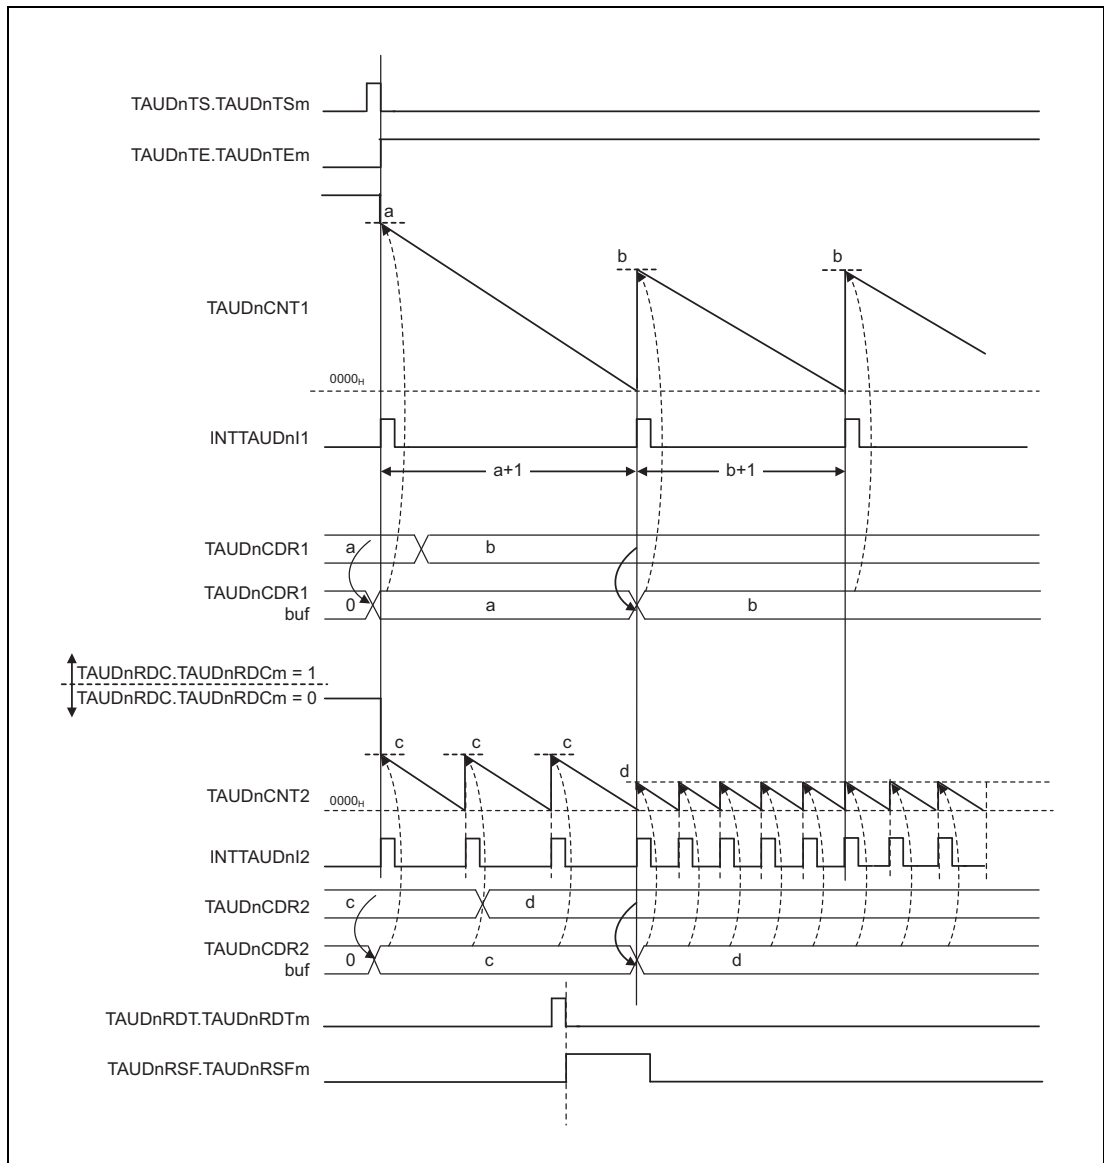 TAUDnTS.TAUDnTSm
TAUDnTE.TAUDnTEm
a
b
b
TAUDnCNT1
0000H
INTTAUDnI1
a+1
b+1
TAUDnCDR1
a
b
TAUDnCDR1
buf
0
a
b
TAUDnRDC.TAUDnRDCm = 1
TAUDnRDC.TAUDnRDCm = 0
c
c
c
d
TAUDnCNT2
0000H
INTTAUDnI2
TAUDnCDR2
c
d
TAUDnCDR2
buf
0
c
d
TAUDnRDT.TAUDnRDTm
TAUDnRSF.TAUDnRSFm